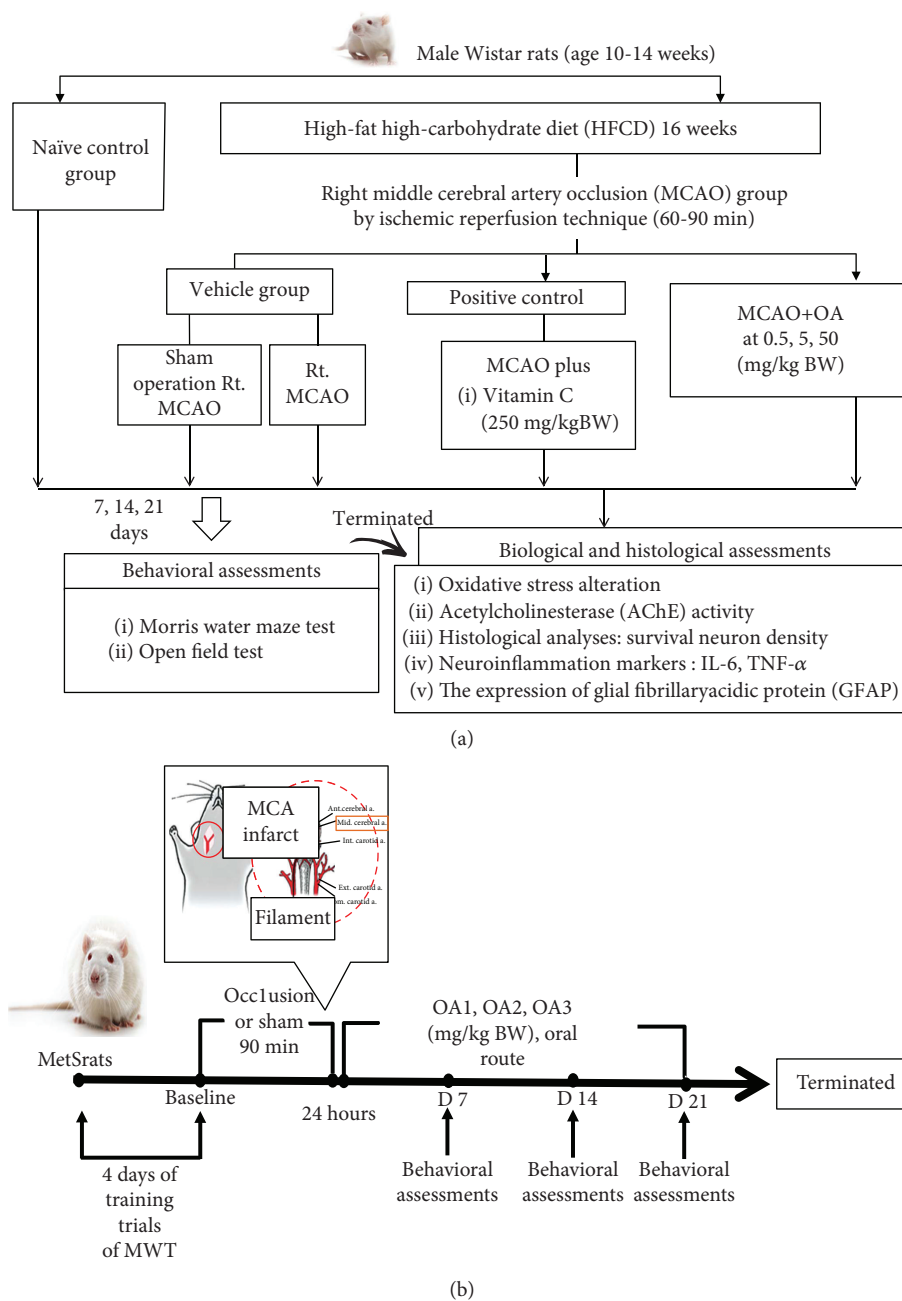 Male Wistar rats (age 10-14 weeks)
Naïve control
group
High-fat high-carbohydrate diet (HFCD) 16 weeks
Right middle cerebral artery occlusion (MCAO) group
by ischemic reperfusion technique (60-90 min)
Vehicle group
Positive control
MCAO+OA
at 0.5, 5, 50
(mg/kg BW)
Sham
operation Rt.
MCAO
Rt.
MCAO
MCAO plus
(i) Vitamin C
(250 mg/kgBW)
7, 14, 21
days
Terminated
Behavioral assessments
(i) Morris water maze test
(ii) Open field test
Biological and histological assessments
(i) Oxidative stress alteration
(ii) Acetylcholinesterase (AChE) activity
(iii) Histological analyses: survival neuron density
(iv) Neuroinflammation markers : IL-6, TNF-α
(v) The expression of glial fibrillaryacidic protein (GFAP)
(a)
MCA
infarct
Ant.cerebral a.
Mid. cerebral a.
Int. carotid a.
Ext. carotid a.
om. carotid a.
Filament
Occ1usion
or sham
90 min
OA1, OA2, OA3
(mg/kg BW), oral
route
MetSrats
Baseline
24 hours
D 7
D 14
D 21
Terminated
4 days of
training
trials
of MWT
Behavioral
assessments
Behavioral
assessments
Behavioral
assessments
(b)